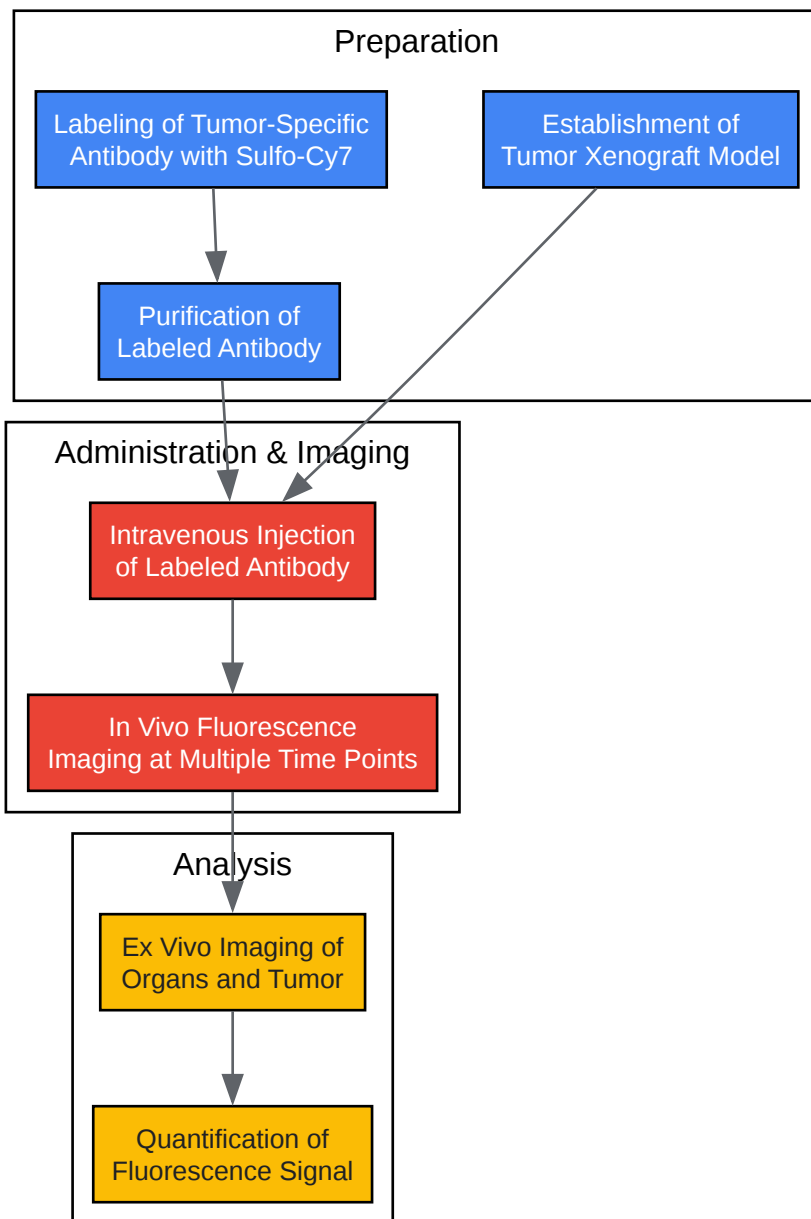 Preparation
Labeling of Tumor-Specific
Antibody with Sulfo-Cy7
Establishment of
Tumor Xenograft Model
Purification of
Labeled Antibody
Administration & Imaging
Intravenous Injection
of Labeled Antibody
In Vivo Fluorescence
Imaging at Multiple Time Points
Analysis
Ex Vivo Imaging of
Organs and Tumor
Quantification of
Fluorescence Signal